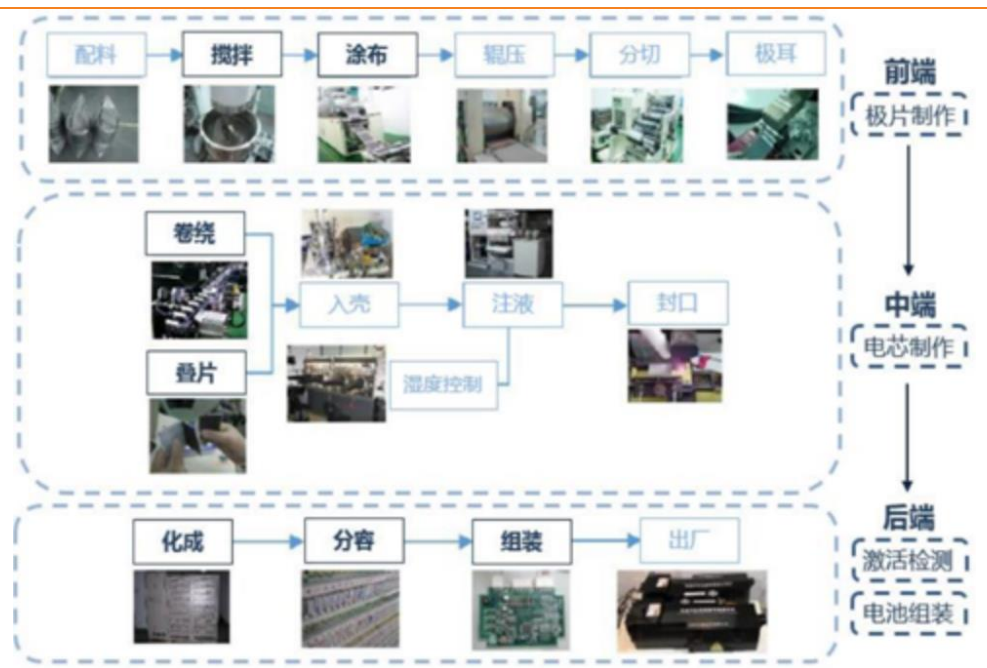 配料
搅拌
涂布
辊压
分切
极耳
前端
极片制作
卷绕
叠片
入壳
注液
湿度控制
封口
中端
电芯制作
化成
分容
组装
出厂
后端
激活检测
电池组装